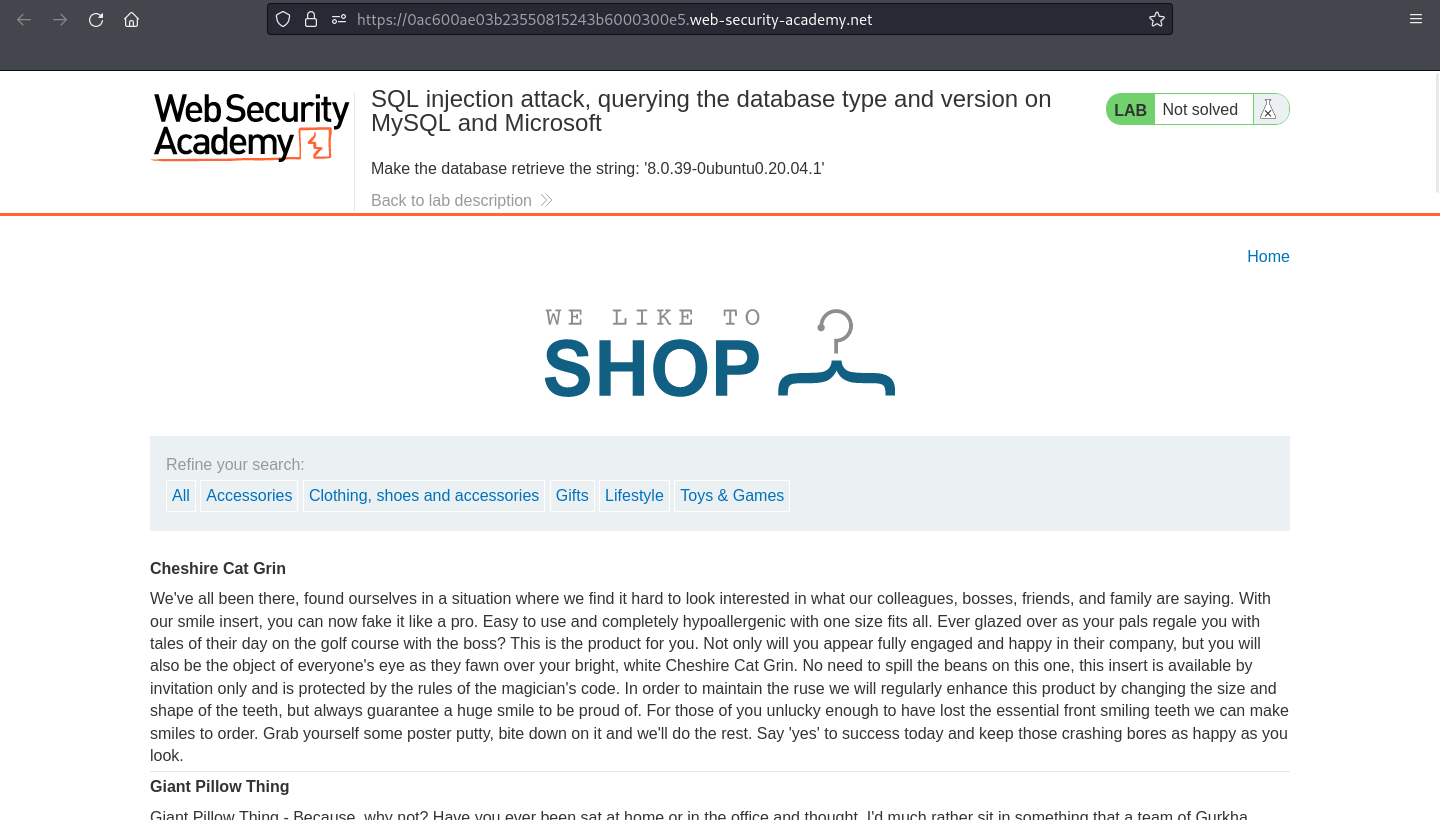 https://0ac600ae03b23550815243b6000300e5.web-security-academy.net
Web Security
Academy
SQL injection attack, querying the database type and version on
MySQL and Microsoft
LAB Not solved
Make the database retrieve the string: '8.0.39-0ubuntu0.20.04.1'
Back to lab description
Home
WE LIKE TO
SHOP
Refine your search:
All Accessories Clothing, shoes and accessories Gifts Lifestyle Toys & Games
Cheshire Cat Grin
We've all been there, found ourselves in a situation where we find it hard to look interested in what our colleagues, bosses, friends, and family are saying. With
our smile insert, you can now fake it like a pro. Easy to use and completely hypoallergenic with one size fits all. Ever glazed over as your pals regale you with
tales of their day on the golf course with the boss? This is the product for you. Not only will you appear fully engaged and happy in their company, but you will
also be the object of everyone's eye as they fawn over your bright, white Cheshire Cat Grin. No need to spill the beans on this one, this insert is available by
invitation only and is protected by the rules of the magician's code. In order to maintain the ruse we will regularly enhance this product by changing the size and
shape of the teeth, but always guarantee a huge smile to be proud of. For those of you unlucky enough to have lost the essential front smiling teeth we can make
smiles to order. Grab yourself some poster putty, bite down on it and we'll do the rest. Say 'yes' to success today and keep those crashing bores as happy as you
look.
Giant Pillow Thing
Giant Pillow Thing - Because, why not? Have you ever been sat at home or in the office and thought, I'd much rather sit in something that a team of Gurkha